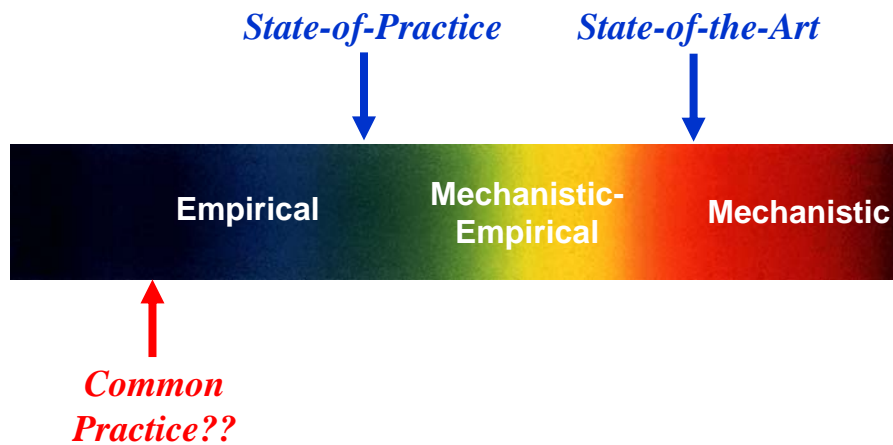 State-of-Practice
State-of-the-Art
Empirical
Mechanistic-
Empirical
Mechanistic
Common
Practice??